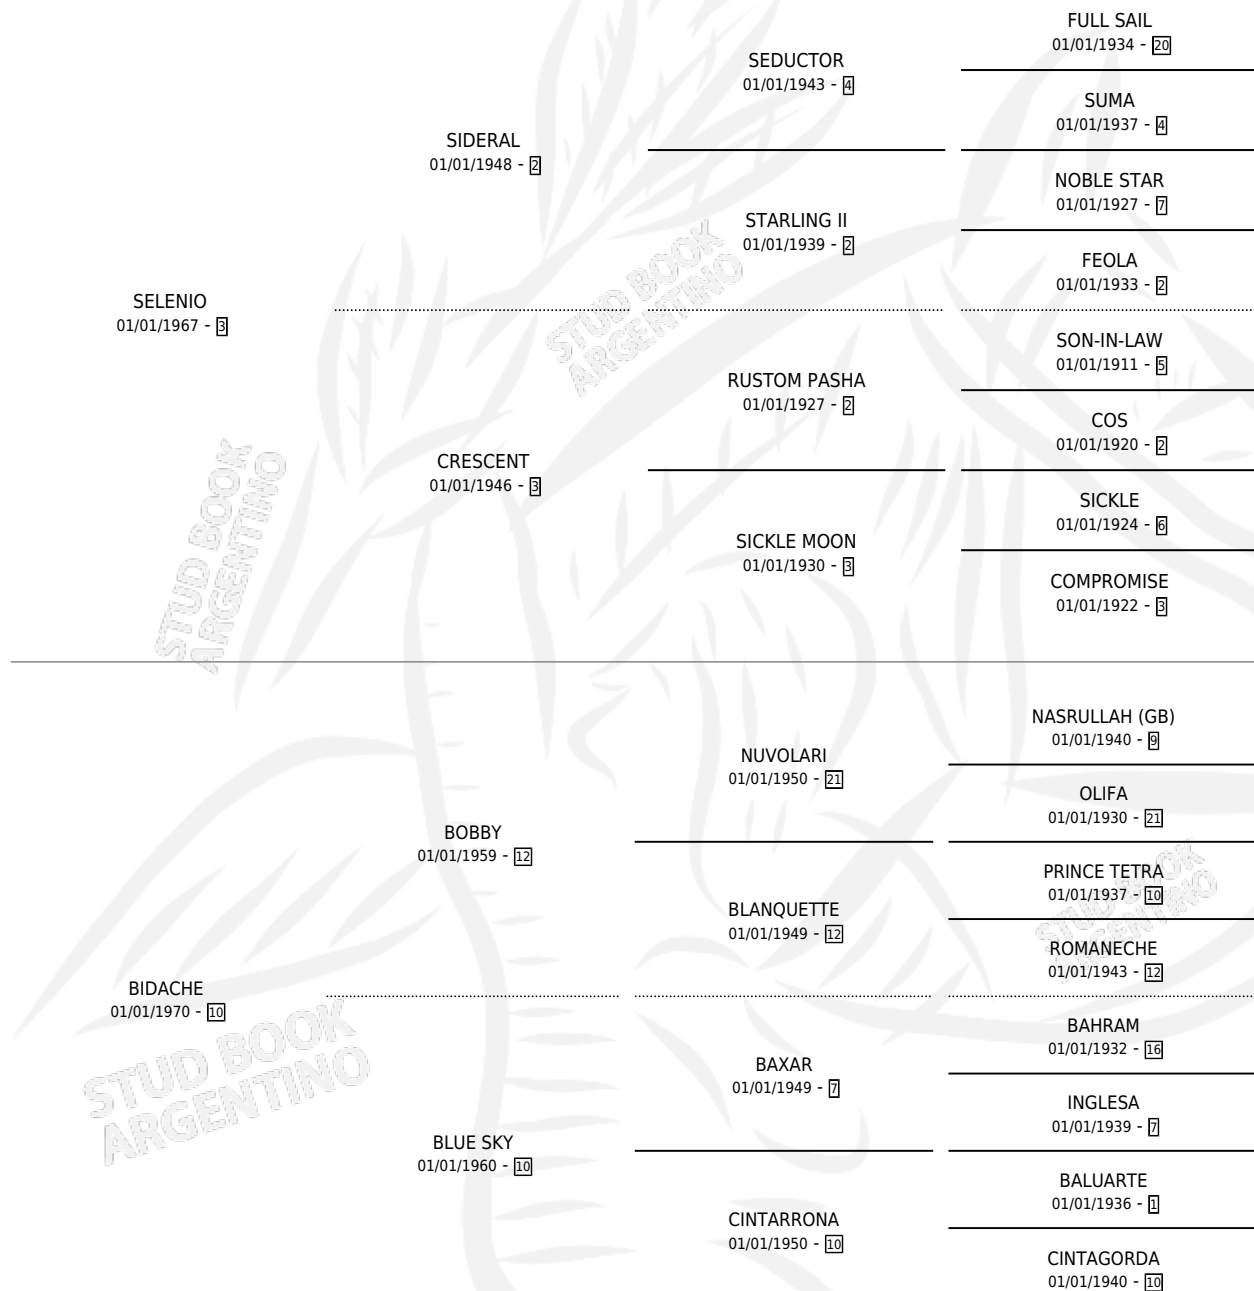 FULL SAIL
01/01/1934 - 20
SEDUCTOR
01/01/1943 - 4
SUMA
01/01/1937 - 4
SIDERAL
01/01/1948 - 2
NOBLE STAR
01/01/1927 - 7
STARLING II
01/01/1939 - 2
FEOLA
01/01/1933 - 2
SELENIO
01/01/1967 - 3
SON-IN-LAW
01/01/1911 - 5
RUSTOM PASHA
01/01/1927 - 2
COS
01/01/1920 - 2
CRESCENT
01/01/1946 - 3
SICKLE
01/01/1924 - 6
SICKLE MOON
01/01/1930 - 3
COMPROMISE
01/01/1922 - 3
NASRULLAH (GB)
01/01/1940 - 9
NUVOLARI
01/01/1950 - 21
OLIFA
01/01/1930 - 21
BOBBY
01/01/1959 - 12
PRINCE TETRA
01/01/1937 - 10
BLANQUETTE
01/01/1949 - 12
ROMANECHE
01/01/1943 - 12
BIDACHE
01/01/1970 - 10
BAHRAM
01/01/1932 - 16
BAXAR
01/01/1949 - 7
INGLESA
01/01/1939 - 7
BLUE SKY
01/01/1960 - 10
BALUARTE
01/01/1936 - 1
CINTARRONA
01/01/1950 - 10
CINTAGORDA
01/01/1940 - 10
STUD BOOK
ARGENTINO
STUD BOOK
ARGENTINO
STUD BOOK
ARGENTINO
STUD BOOK
ARGENTINO